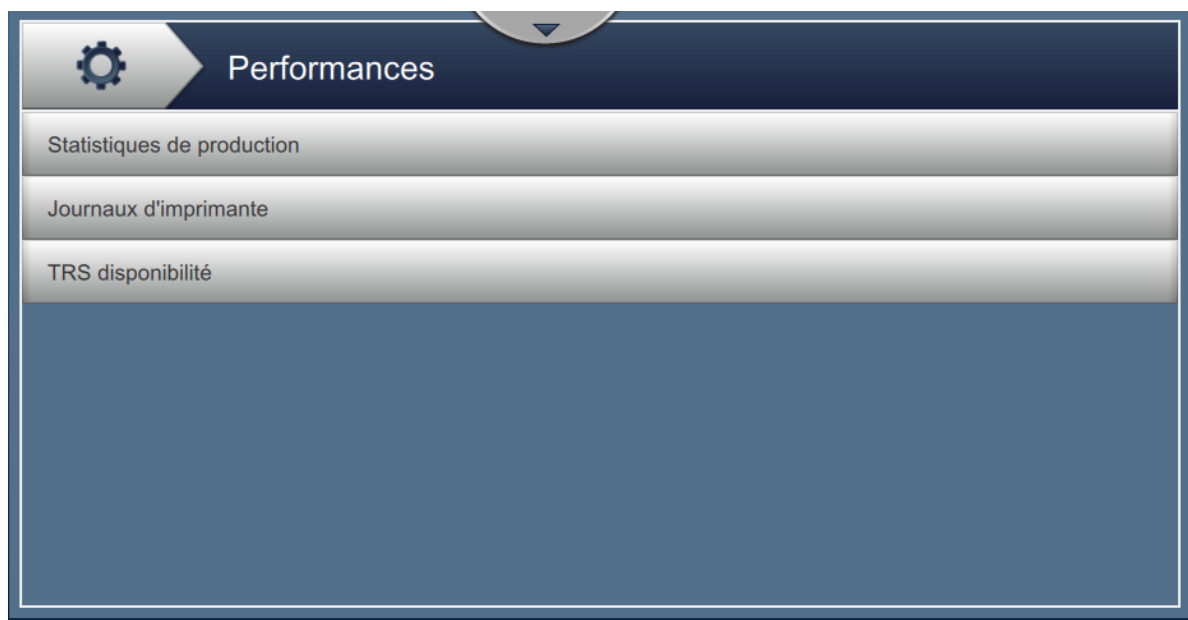 Performances
Statistiques de production
Journaux d'imprimante
TRS disponibilité